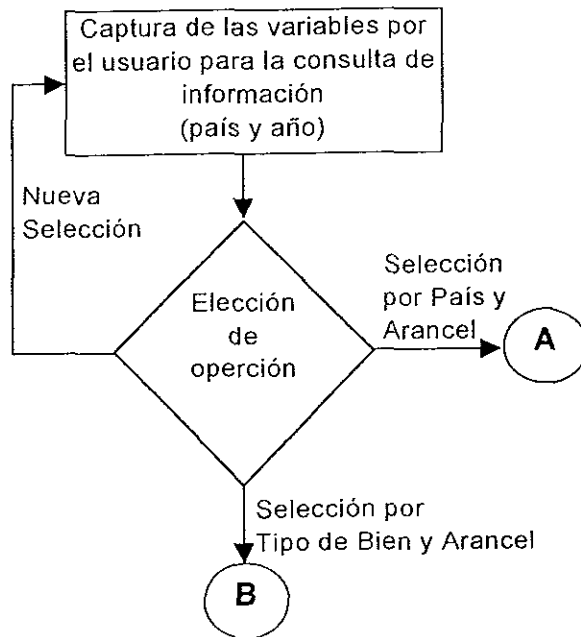 Captura de las variables por
el usuario para la consulta de
información
(país y año)
Nueva
Selección
Elección
de
operción
Selección
por País y
Arancel
A
Selección por
Tipo de Bien y Arancel
B